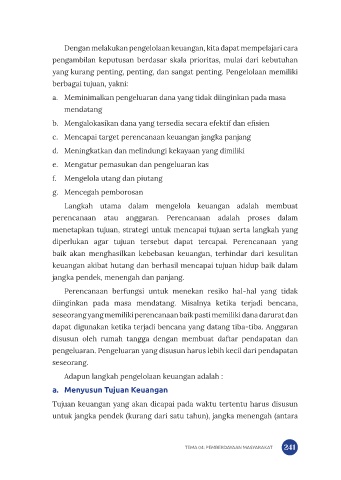 Dengan melakukan pengelolaan keuangan, kita dapat mempelajari cara
pengambilan keputusan berdasar skala prioritas, mulai dari kebutuhan
yang kurang penting, penting, dan sangat penting. Pengelolaan memiliki
berbagai tujuan, yakni:
a. Meminimalkan pengeluaran dana yang tidak diinginkan pada masa
mendatang
b. Mengalokasikan dana yang tersedia secara efektif dan efisien
c. Mencapai target perencanaan keuangan jangka panjang
d. Meningkatkan dan melindungi kekayaan yang dimiliki
e. Mengatur pemasukan dan pengeluaran kas
f. Mengelola utang dan piutang
g. Mencegah pemborosan
Langkah utama dalam mengelola keuangan adalah membuat
perencanaan atau anggaran. Perencanaan adalah proses dalam
menetapkan tujuan, strategi untuk mencapai tujuan serta langkah yang
diperlukan agar tujuan tersebut dapat tercapai. Perencanaan yang
baik akan menghasilkan kebebasan keuangan, terhindar dari kesulitan
keuangan akibat hutang dan berhasil mencapai tujuan hidup baik dalam
jangka pendek, menengah dan panjang.
Perencanaan berfungsi untuk menekan resiko hal-hal yang tidak
diinginkan pada masa mendatang. Misalnya ketika terjadi bencana,
seseorang yang memiliki perencanaan baik pasti memiliki dana darurat dan
dapat digunakan ketika terjadi bencana yang datang tiba-tiba. Anggaran
disusun oleh rumah tangga dengan membuat daftar pendapatan dan
pengeluaran. Pengeluaran yang disusun harus lebih kecil dari pendapatan
seseorang.
Adapun langkah pengelolaan keuangan adalah :
a. Menyusun Tujuan Keuangan
Tujuan keuangan yang akan dicapai pada waktu tertentu harus disusun
untuk jangka pendek (kurang dari satu tahun), jangka menengah (antara
TEMA 04: PEMBERDAYAAN MASYARAKAT 241